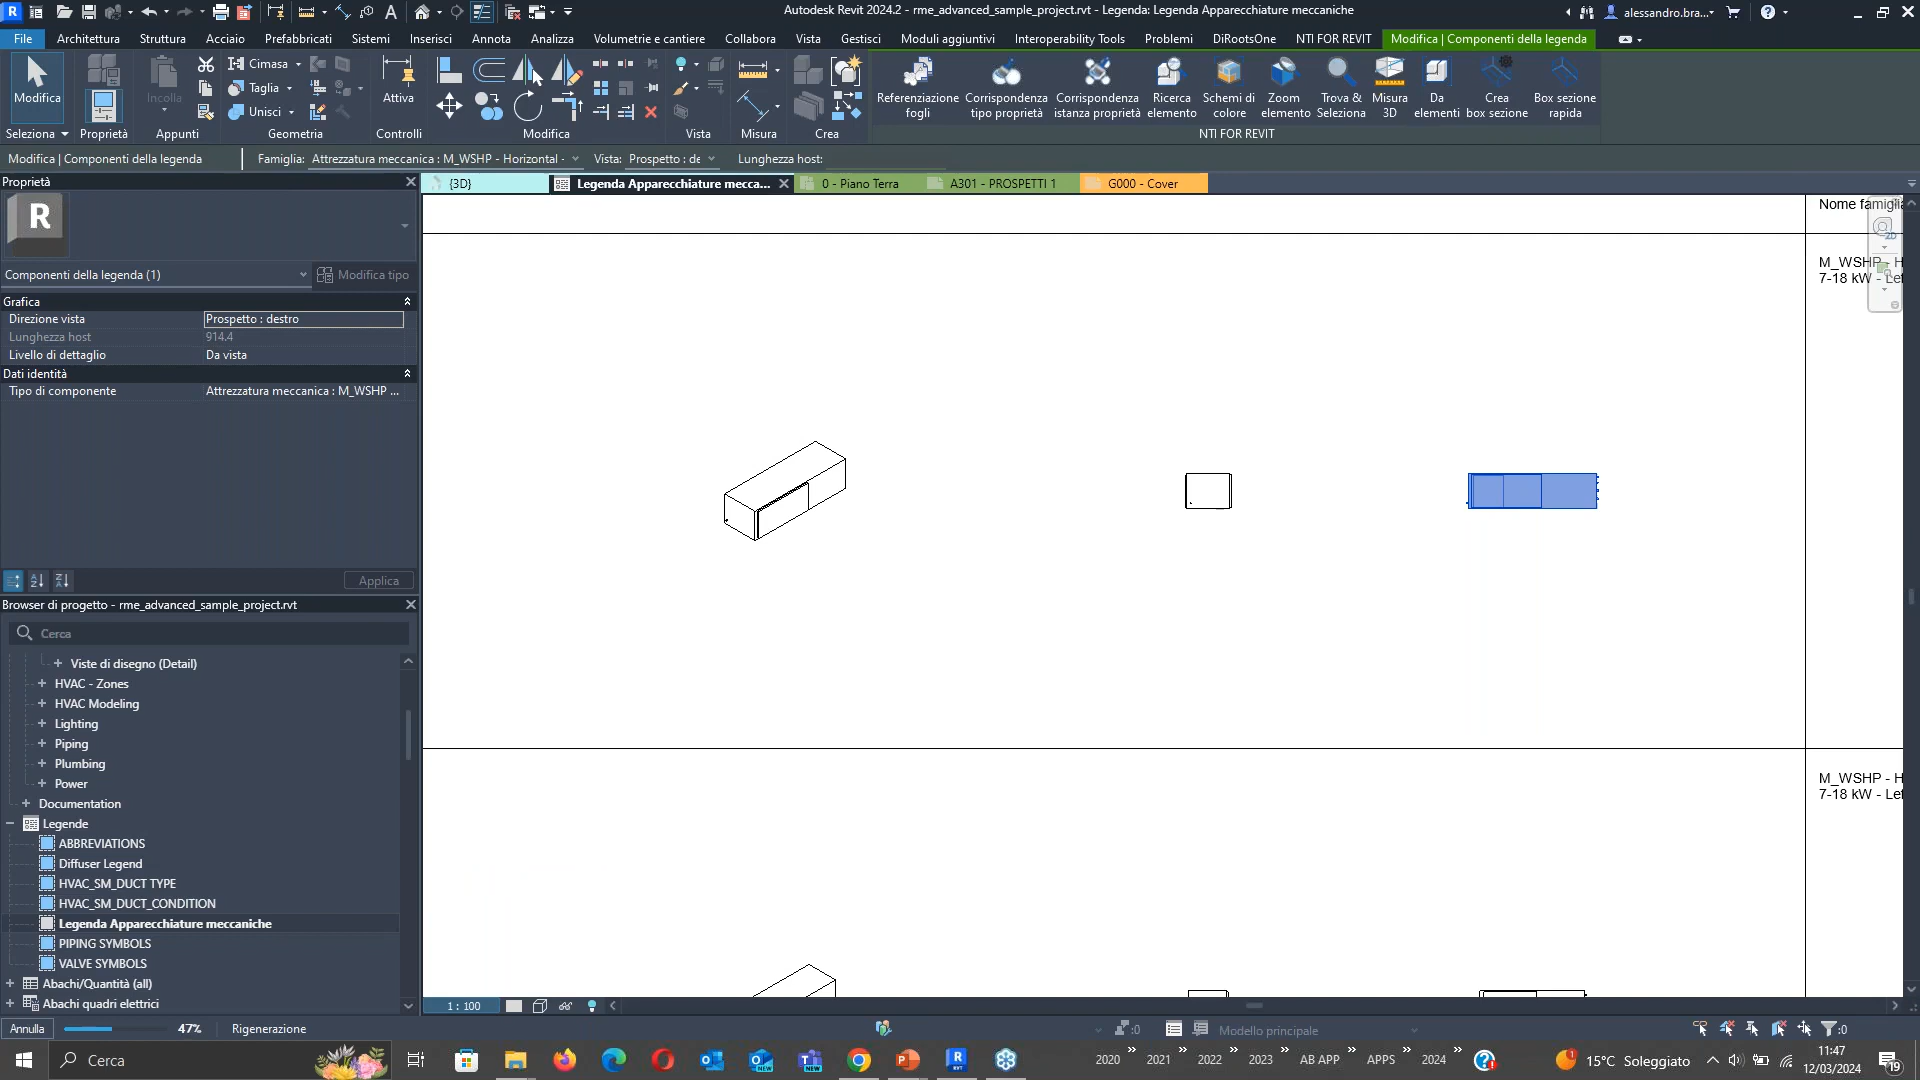 Autodesk Revit 2024.2 - rme_advanced_sample_project.rvt - Legenda: Legenda Apparecchiature meccaniche
alessandro.bra...
File Architettura Struttura Acciaio Prefabbricati Sistemi Inserisci Annota Analizza Volumetrie e cantiere Collabora Vista Gestisci Moduli aggiuntivi Interoperability Tools Problemi DiRootsOne NTI FOR REVIT Modifica | Componenti della legenda
Modifica
Incolla
Cimasa
Taglia
Unisci
Attiva
Referenziazione fogli
Corrispondenza tipo proprietà
Corrispondenza istanza proprietà
Ricerca elemento
Schemi di colore
Zoom elemento
Trova & Seleziona
Misura 3D
Da elementi
Crea box sezione
Box sezione rapida
Seleziona Proprietà Appunti Geometria Controlli Modifica Vista Misura Crea NTI FOR REVIT
Modifica | Componenti della legenda Famiglia: Attrezzatura meccanica : M_WSHP - Horizontal - Vista: Prospetto : de Lunghezza host:
Proprietà
{3D} Legenda Apparecchiature mecca... 0 - Piano Terra A301 - PROSPETTI 1 G000 - Cover
R
Componenti della legenda (1) Modifica tipo
Grafica
Direzione vista Prospetto : destro
Lunghezza host 914.4
Livello di dettaglio Da vista
Dati identità
Tipo di componente Attrezzatura meccanica : M_WSHP ...
Applica
Nome famiglia
M_WSHP - H
7-18 kW - Lef
M_WSHP - H
7-18 kW - Lef
Browser di progetto - rme_advanced_sample_project.rvt
Cerca
Viste di disegno (Detail)
HVAC - Zones
HVAC Modeling
Lighting
Piping
Plumbing
Power
Documentation
Legende
ABBREVIATIONS
Diffuser Legend
HVAC_SM_DUCT TYPE
HVAC_SM_DUCT_CONDITION
Legenda Apparecchiature meccaniche
PIPING SYMBOLS
VALVE SYMBOLS
Abachi/Quantità (all)
Abachi quadri elettrici
1 : 100
Annulla 47% Rigenerazione
:0 Modello principale :0
Cerca
2020 2021 2022 2023 AB APP APPS 2024
15°C Soleggiato
11:47
12/03/2024
19